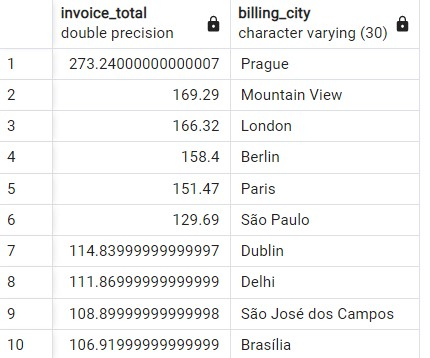 invoice_total billing_city
double precision character varying (30)
1 273.24000000000007 Prague
2 169.29 Mountain View
3 166.32 London
4 158.4 Berlin
5 151.47 Paris
6 129.69 São Paulo
7 114.83999999999997 Dublin
8 111.86999999999999 Delhi
9 108.89999999999998 São José dos Campos
10 106.91999999999999 Brasília